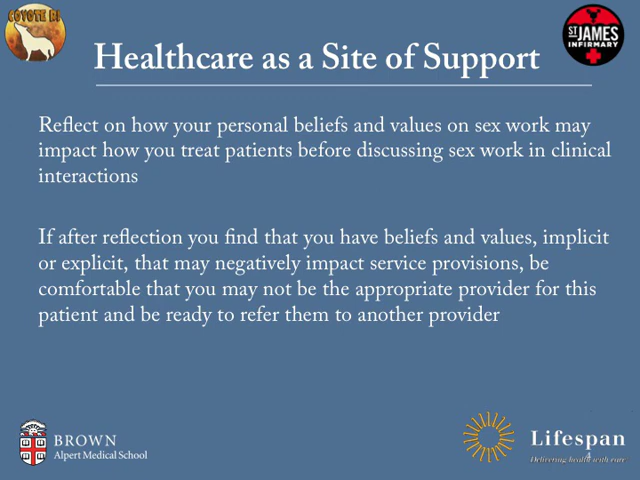 COYOTE RI
ST JAMES
INFIRMARY
Healthcare as a Site of Support
Reflect on how your personal beliefs and values on sex work may
impact how you treat patients before discussing sex work in clinical
interactions
If after reflection you find that you have beliefs and values, implicit
or explicit, that may negatively impact service provisions, be
comfortable that you may not be the appropriate provider for this
patient and be ready to refer them to another provider
BROWN
Alpert Medical School
Lifespan
Delivering health with care.
4